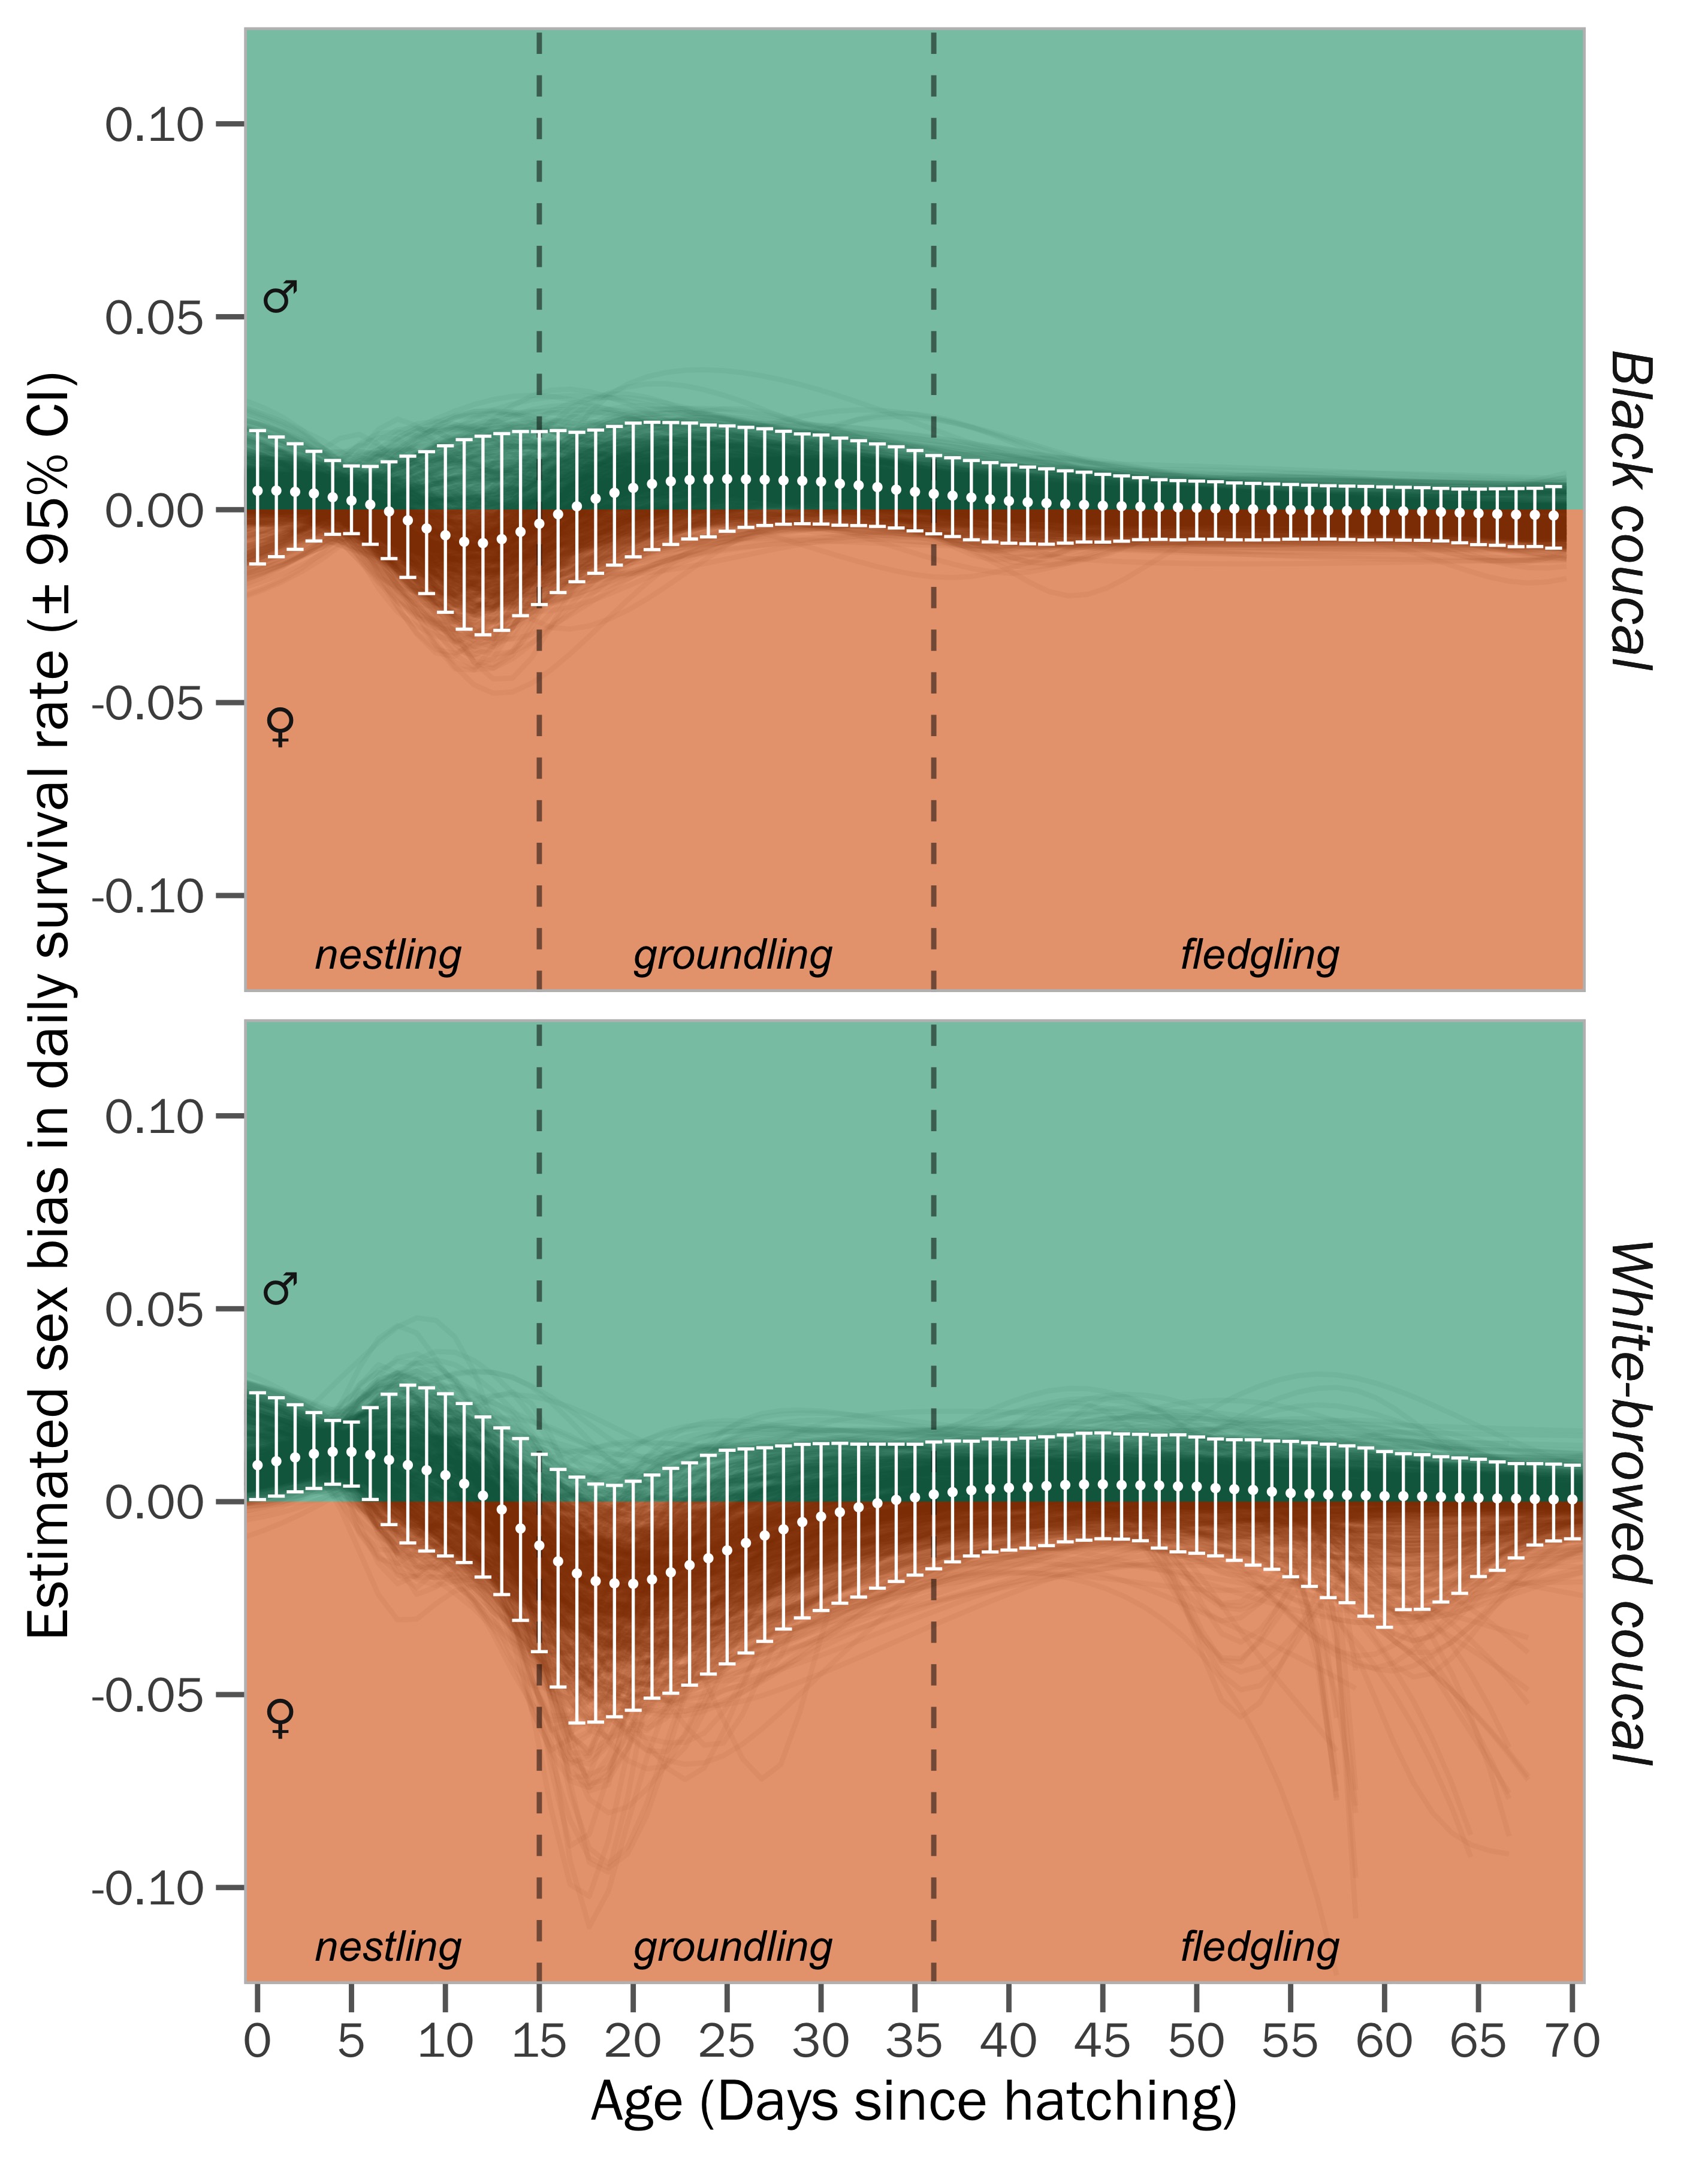 Estimated sex bias in daily survival rate (± 95% CI)
0.10
0.05
0.00
-0.05
-0.10
♂
♀
nestling groundling fledgling
Black coucal
0.10
0.05
0.00
-0.05
-0.10
♂
♀
nestling groundling fledgling
White-browed coucal
0 5 10 15 20 25 30 35 40 45 50 55 60 65 70
Age (Days since hatching)